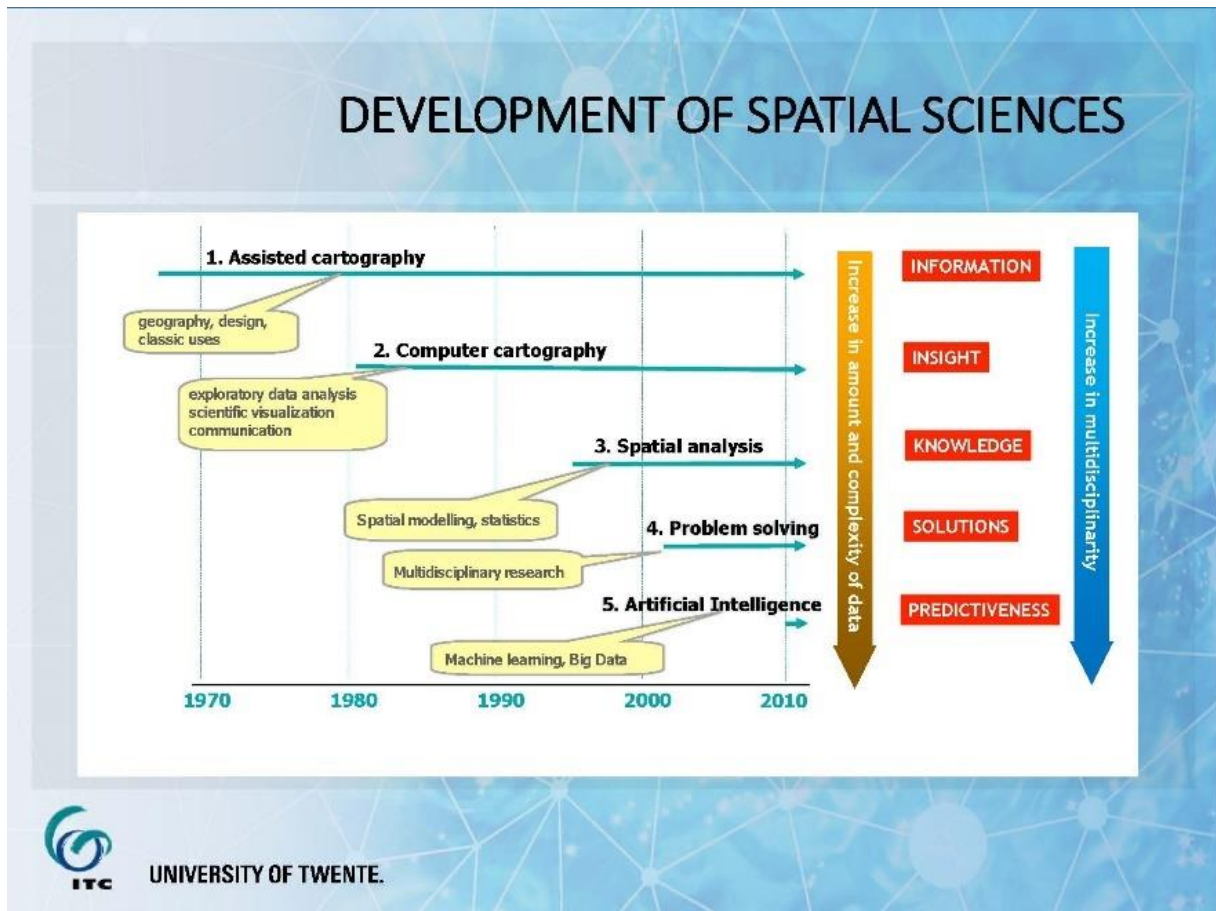 DEVELOPMENT OF SPATIAL SCIENCES
1. Assisted cartography
geography, design,
classic uses
2. Computer cartography
exploratory data analysis
scientific visualization
communication
3. Spatial analysis
Spatial modelling, statistics
4. Problem solving
Multidisciplinary research
5. Artificial Intelligence
Machine learning, Big Data
1970
1980
1990
2000
2010
Increase in amount and complexity of data
INFORMATION
INSIGHT
KNOWLEDGE
SOLUTIONS
PREDICTIVENESS
Increase in multidisciplinarity
ITC
UNIVERSITY OF TWENTE.